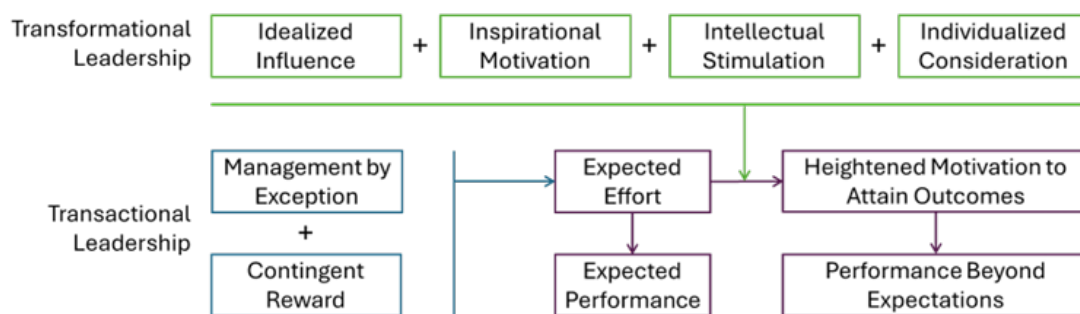 Transformational
Leadership
Idealized
Influence
+
Inspirational
Motivation
+
Intellectual
Stimulation
+
Individualized
Consideration
Transactional
Leadership
Management by
Exception
+
Contingent
Reward
Expected
Effort
Expected
Performance
Heightened Motivation to
Attain Outcomes
Performance Beyond
Expectations